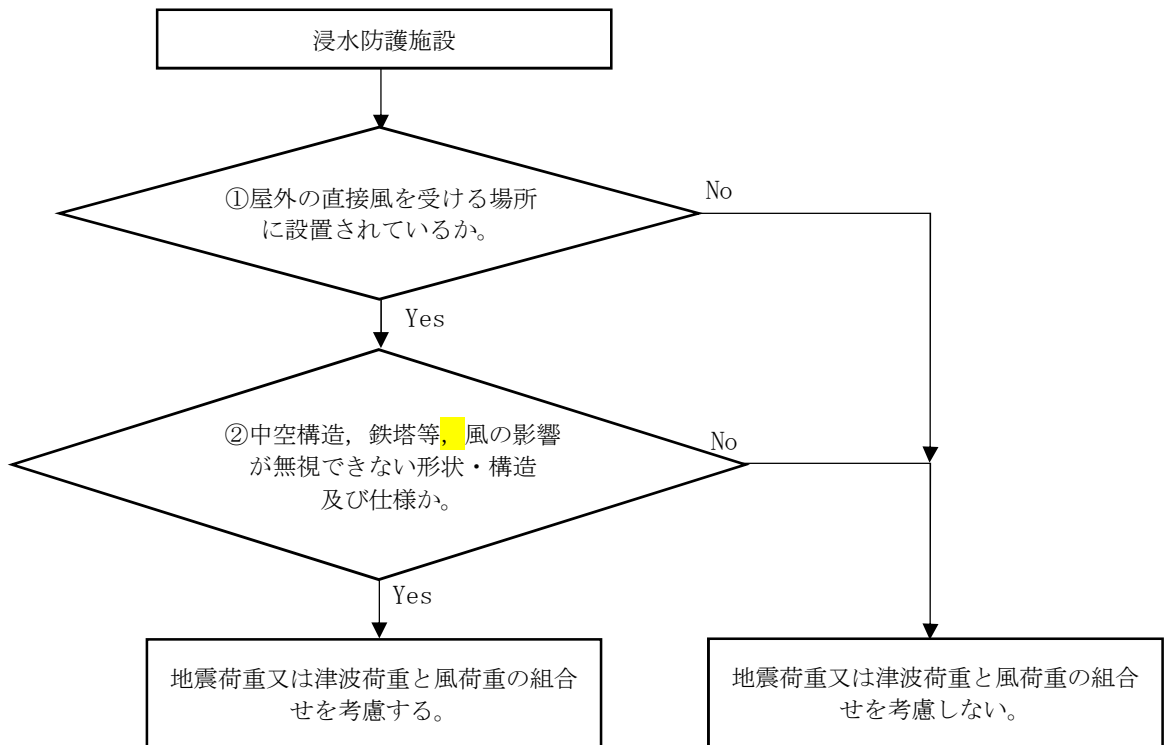 浸水防護施設
①屋外の直接風を受ける場所
に設置されているか。
No
Yes
②中空構造，鉄塔等，風の影響
が無視できない形状・構造
及び仕様か。
No
Yes
地震荷重又は津波荷重と風荷重の組合
せを考慮する。
地震荷重又は津波荷重と風荷重の組合
せを考慮しない。